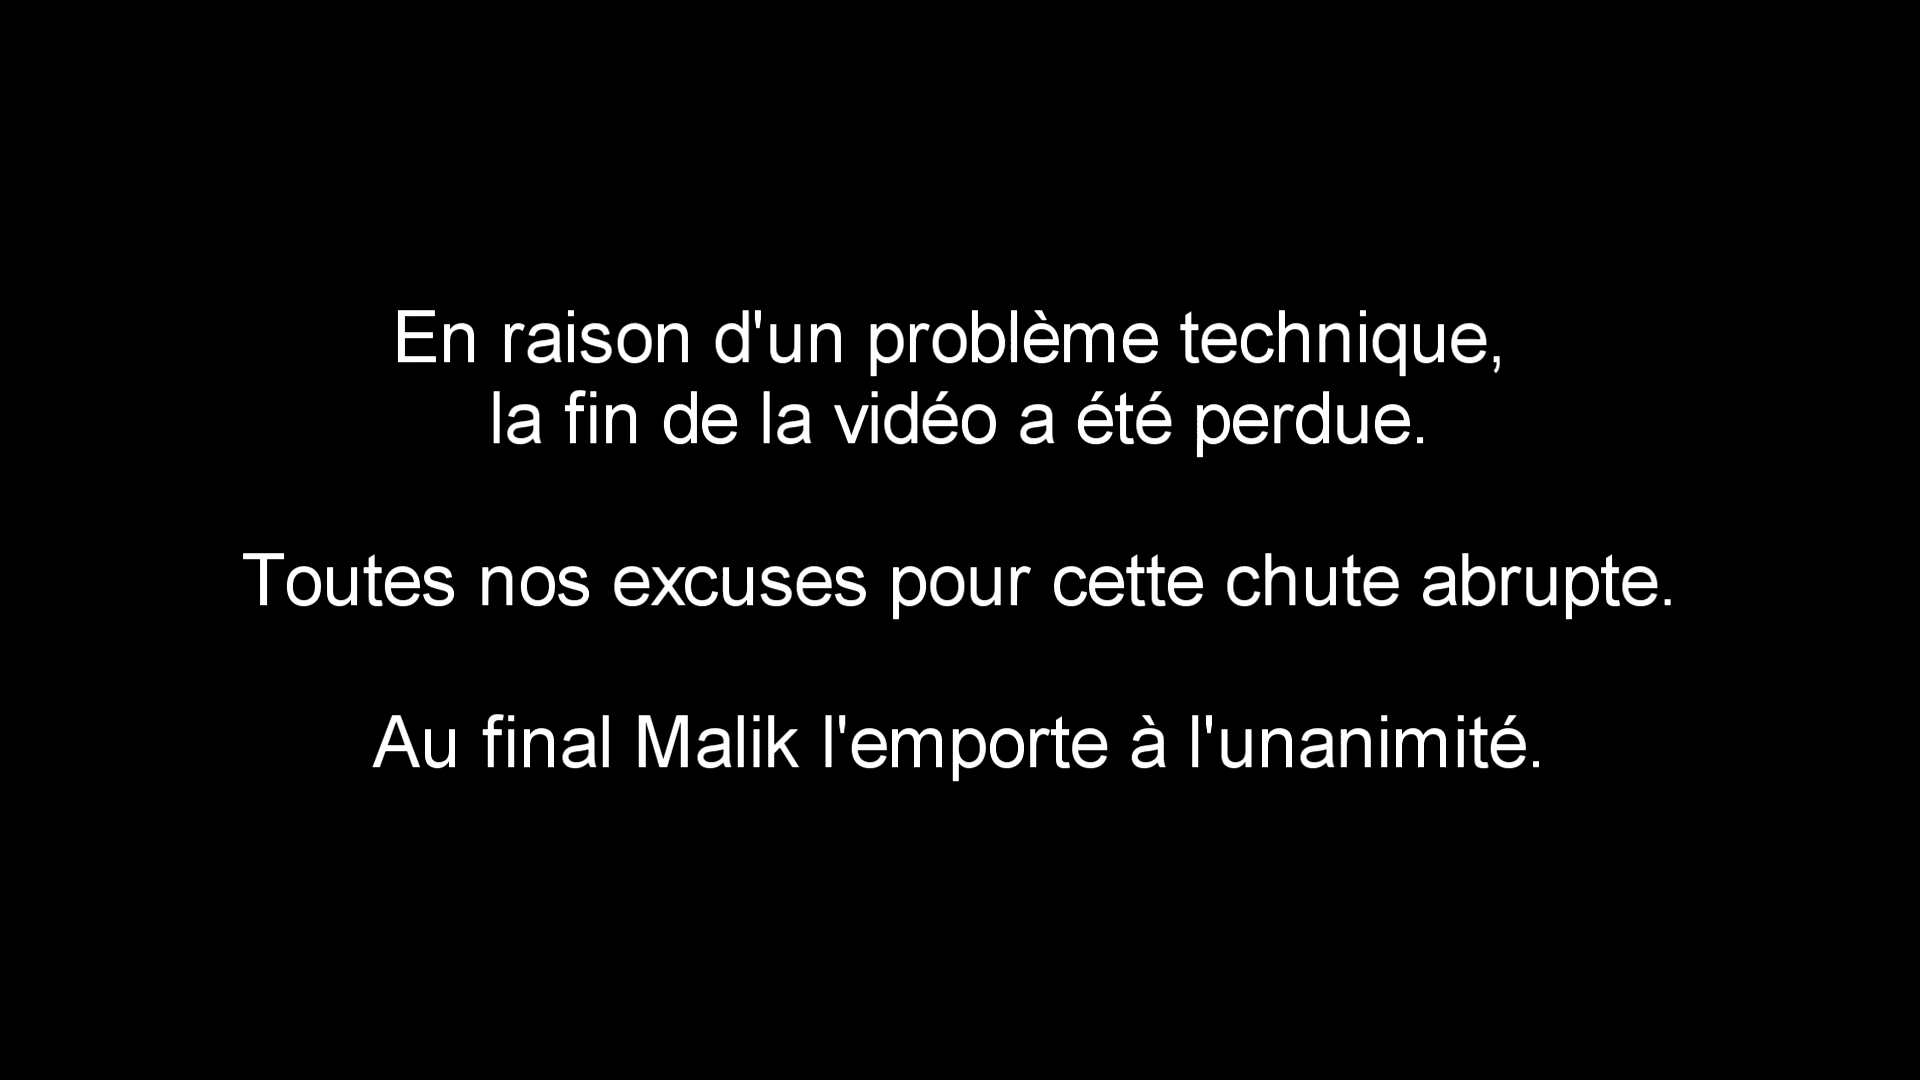 En raison d'un problème technique,
la fin de la vidéo a été perdue.
Toutes nos excuses pour cette chute abrupte.
Au final Malik l'emporte à l'unanimité.